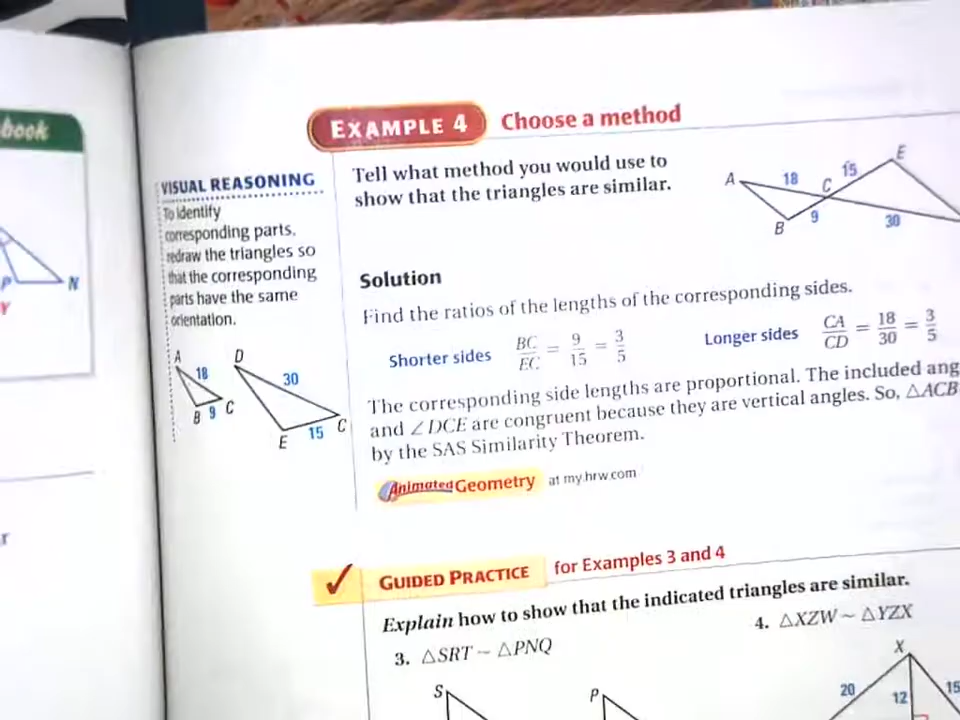 book
P
N
Y
r
EXAMPLE 4 Choose a method
VISUAL REASONING
To identify
corresponding parts,
redraw the triangles so
that the corresponding
parts have the same
orientation.
A
18
B 9 C
D
30
E 15 C
Tell what method you would use to
show that the triangles are similar.
A 18 C 15 E
B 9 30
Solution
Find the ratios of the lengths of the corresponding sides.
Shorter sides BC/EC = 9/15 = 3/5 Longer sides CA/CD = 18/30 = 3/5
The corresponding side lengths are proportional. The included ang
and ∠DCE are congruent because they are vertical angles. So, △ACB
by the SAS Similarity Theorem.
Animated Geometry at my.hrw.com
✓ GUIDED PRACTICE for Examples 3 and 4
Explain how to show that the indicated triangles are similar.
3. △SRT ~ △PNQ
4. △XZW ~ △YZX
S
P
X
20 12 15